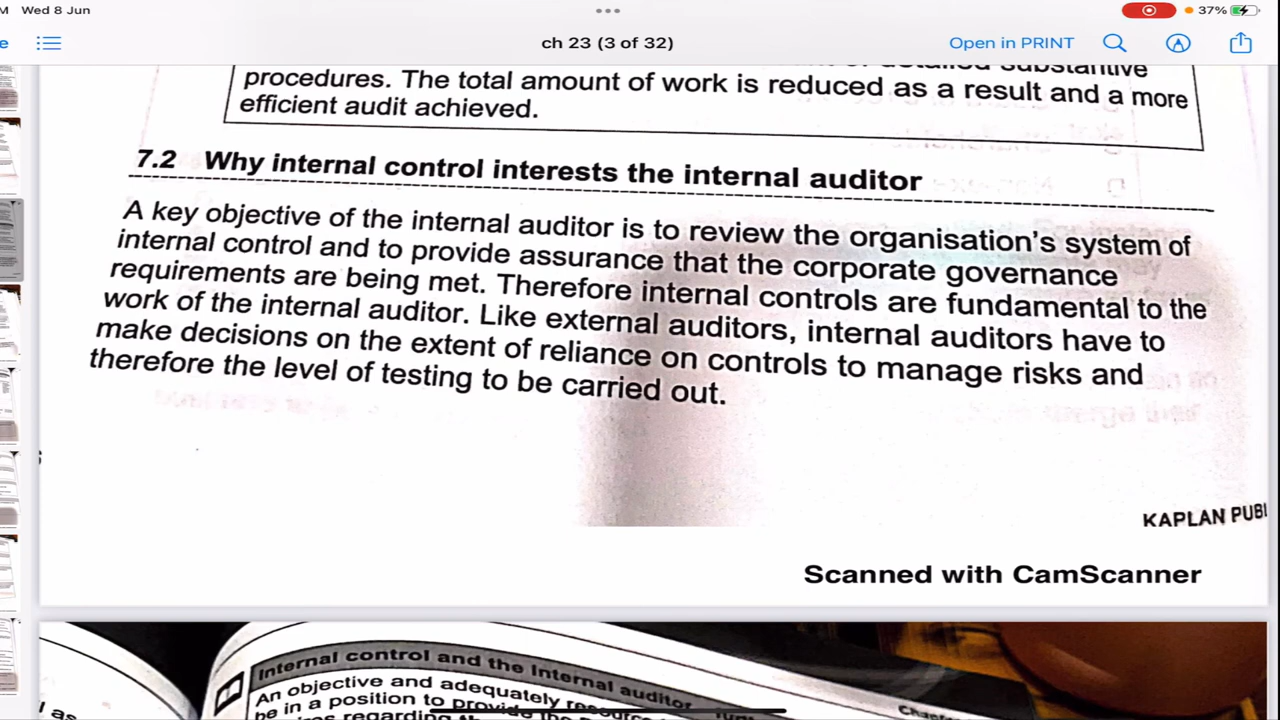 M Wed 8 Jun
37%
e
ch 23 (3 of 32)
Open in PRINT
detailed substantive
procedures. The total amount of work is reduced as a result and a more
efficient audit achieved.
7.2 Why internal control interests the internal auditor
A key objective of the internal auditor is to review the organisation's system of
internal control and to provide assurance that the corporate governance
requirements are being met. Therefore internal controls are fundamental to the
work of the internal auditor. Like external auditors, internal auditors have to
make decisions on the extent of reliance on controls to manage risks and
therefore the level of testing to be carried out.
KAPLAN PUBL
Scanned with CamScanner
Internal control and the Internal auditor
An objective and adequately
be in a position to provide the
regarding
l as